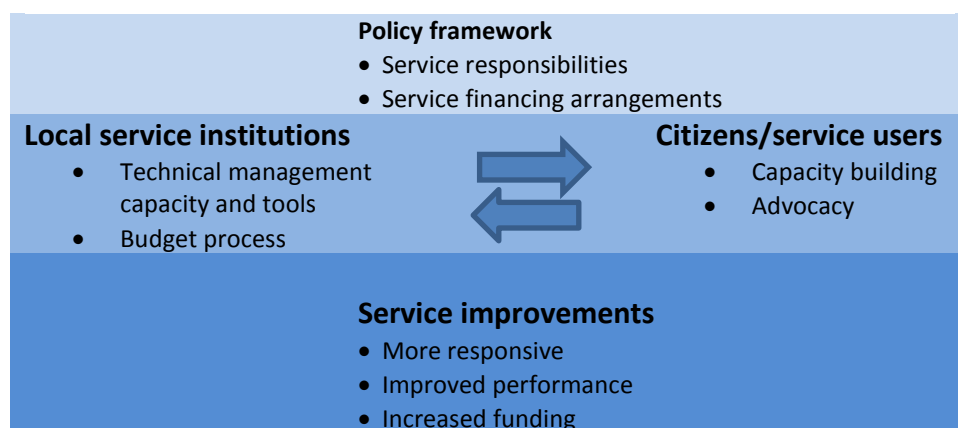 Policy framework
• Service responsibilities
• Service financing arrangements
Local service institutions
• Technical management
capacity and tools
• Budget process
Citizens/service users
• Capacity building
• Advocacy
Service improvements
• More responsive
• Improved performance
• Increased funding